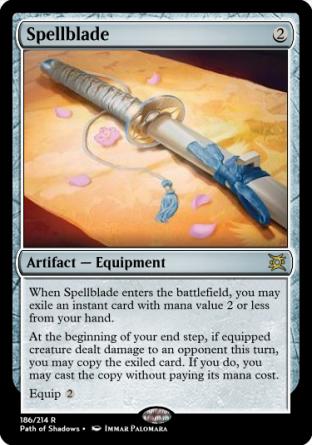 Spellblade 2
Artifact — Equipment
When Spellblade enters the battlefield, you may
exile an instant card with mana value 2 or less
from your hand.
At the beginning of your end step, if equipped
creature dealt damage to an opponent this turn,
you may copy the exiled card. If you do, you
may cast the copy without paying its mana cost.
Equip 2
186/214 R
Path of Shadows • Immar Palomara